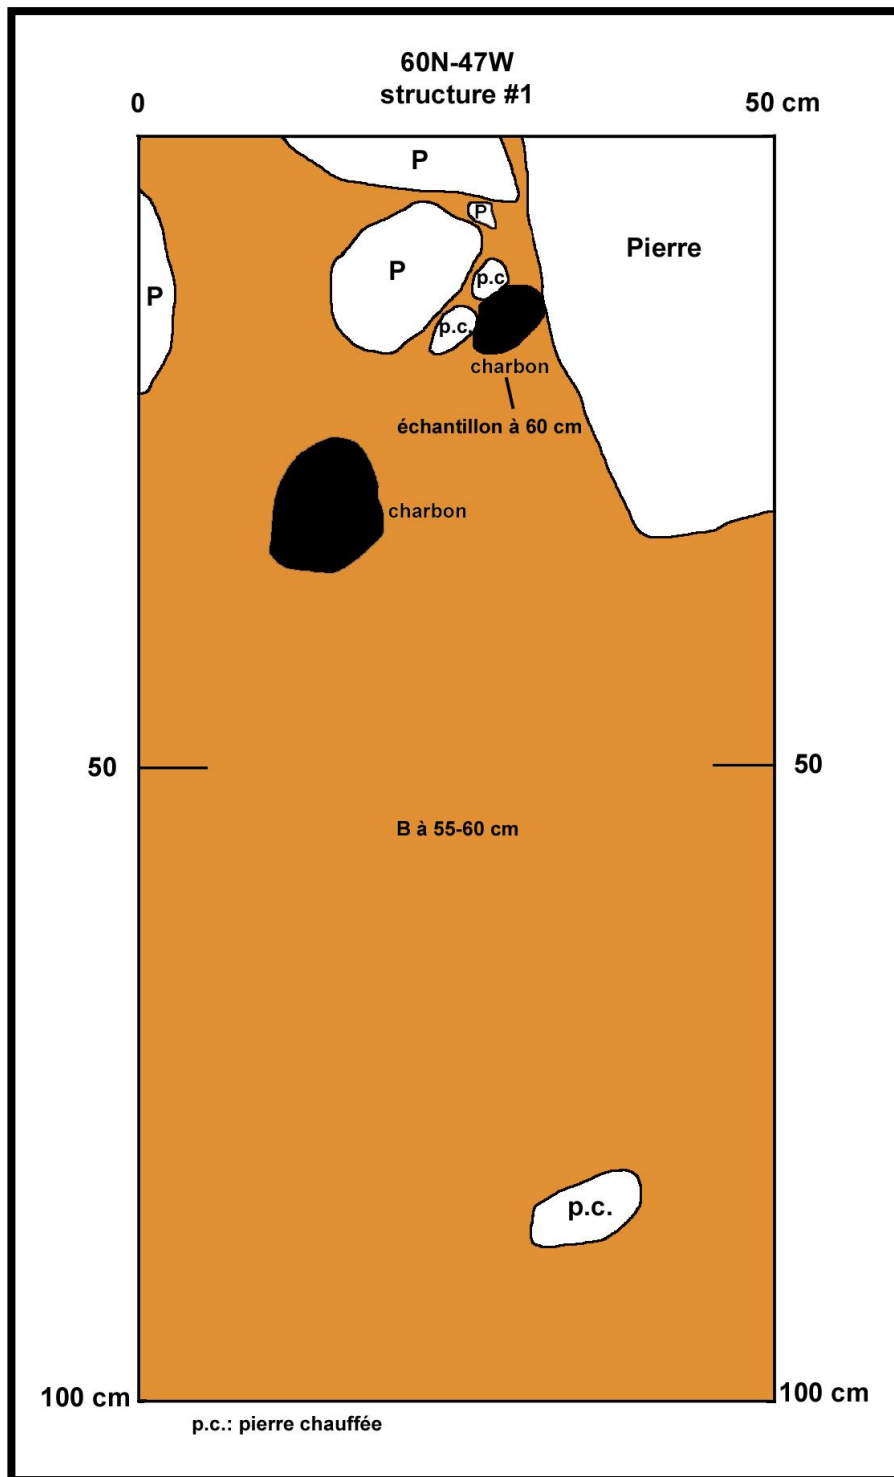 60N-47W
structure #1
0
50 cm
P
P
Pierre
P
P
p.c
p.c.
charbon
échantillon à 60 cm
charbon
50
50
B à 55-60 cm
p.c.
100 cm
100 cm
p.c.: pierre chauffée